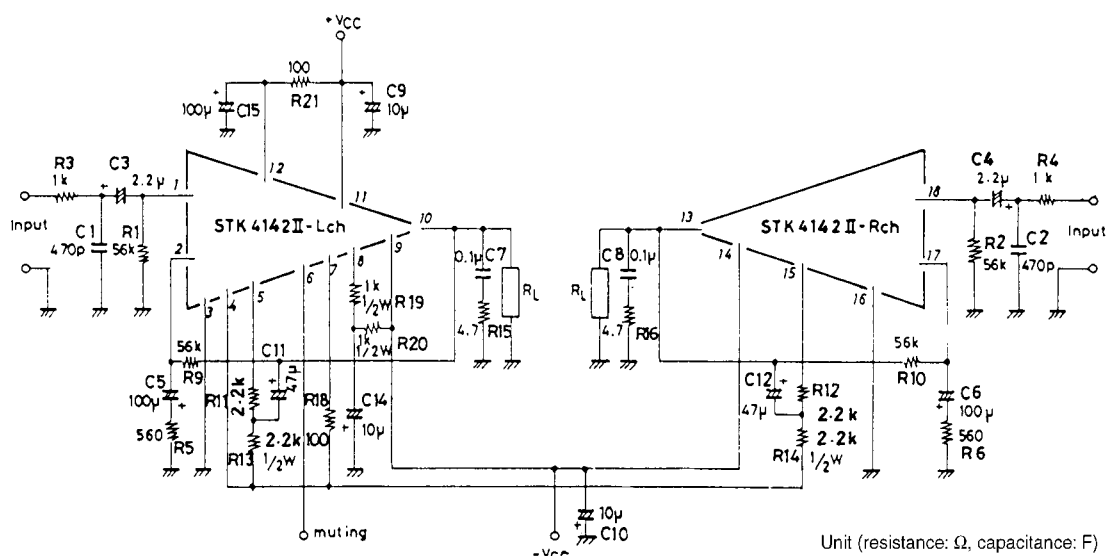 + VCC
100
R21
100μ
+
C15
+
C9
10μ
R3
1k
C3
+
2.2μ
1
12
11
STK4142Ⅱ-Lch
10
Input
C1
470p
R1
56k
2
3
4
5
6
7
8
9
0.1μ
C7
RL
4.7
R15
1k
1/2W
R19
1k
1/2W
R20
56k
R9
C5
100μ
+
560
R5
R11
2.2k
C11
+
47μ
R13
2.2k
1/2W
R18
100
C14
+
10μ
13
STK4142Ⅱ-Rch
18
C4
2.2μ
+
R4
1k
14
15
16
17
R2
56k
C2
470p
Input
RL
C8
0.1μ
4.7
R16
56k
R10
C12
+
47μ
R12
2.2k
2.2k
R14
1/2W
C6
+
100μ
560
R6
muting
-VCC
10μ
+
C10
Unit (resistance: Ω, capacitance: F)